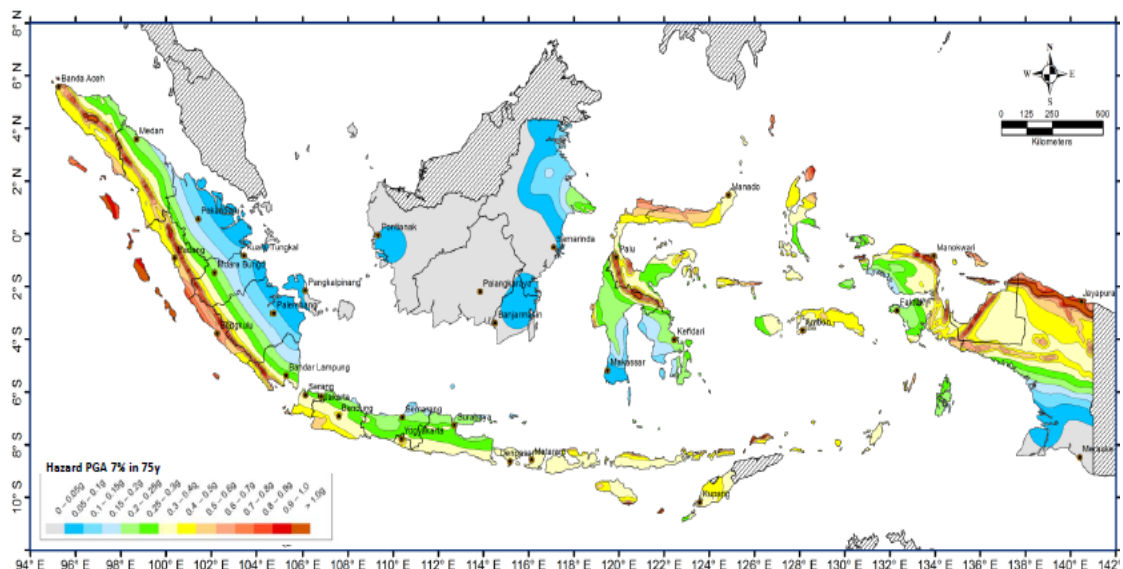 8° N
6° N
4° N
2° N
0°
2° S
4° S
6° S
8° S
10° S
N
W
E
S
0 125 250 500
Kilometers
Banda Aceh
Medan
Pekanbaru
Kuala Tungkal
Padang
Muara Bungo
Pangkalpinang
Palembang
Bengkulu
Bandar Lampung
Serang
Jakarta
Bandung
Semarang
Surabaya
Yogyakarta
Denpasar
Mataram
Kupang
Pontianak
Samarinda
Palangkaraya
Banjarmasin
Manado
Palu
Kendari
Makassar
Ambon
Manokwari
Fakfak
Jayapura
Merauke
Hazard PGA 7% in 75y
0 – 0.05g
0.05 – 0.1g
0.1 – 0.15g
0.15 – 0.2g
0.2 – 0.25g
0.25 – 0.3g
0.3 – 0.4g
0.4 – 0.5g
0.5 – 0.6g
0.6 – 0.7g
0.7 – 0.8g
0.8 – 0.9g
0.9 – 1.0
> 1.0g
94° E 96° E 98° E 100° E 102° E 104° E 106° E 108° E 110° E 112° E 114° E 116° E 118° E 120° E 122° E 124° E 126° E 128° E 130° E 132° E 134° E 136° E 138° E 140° E